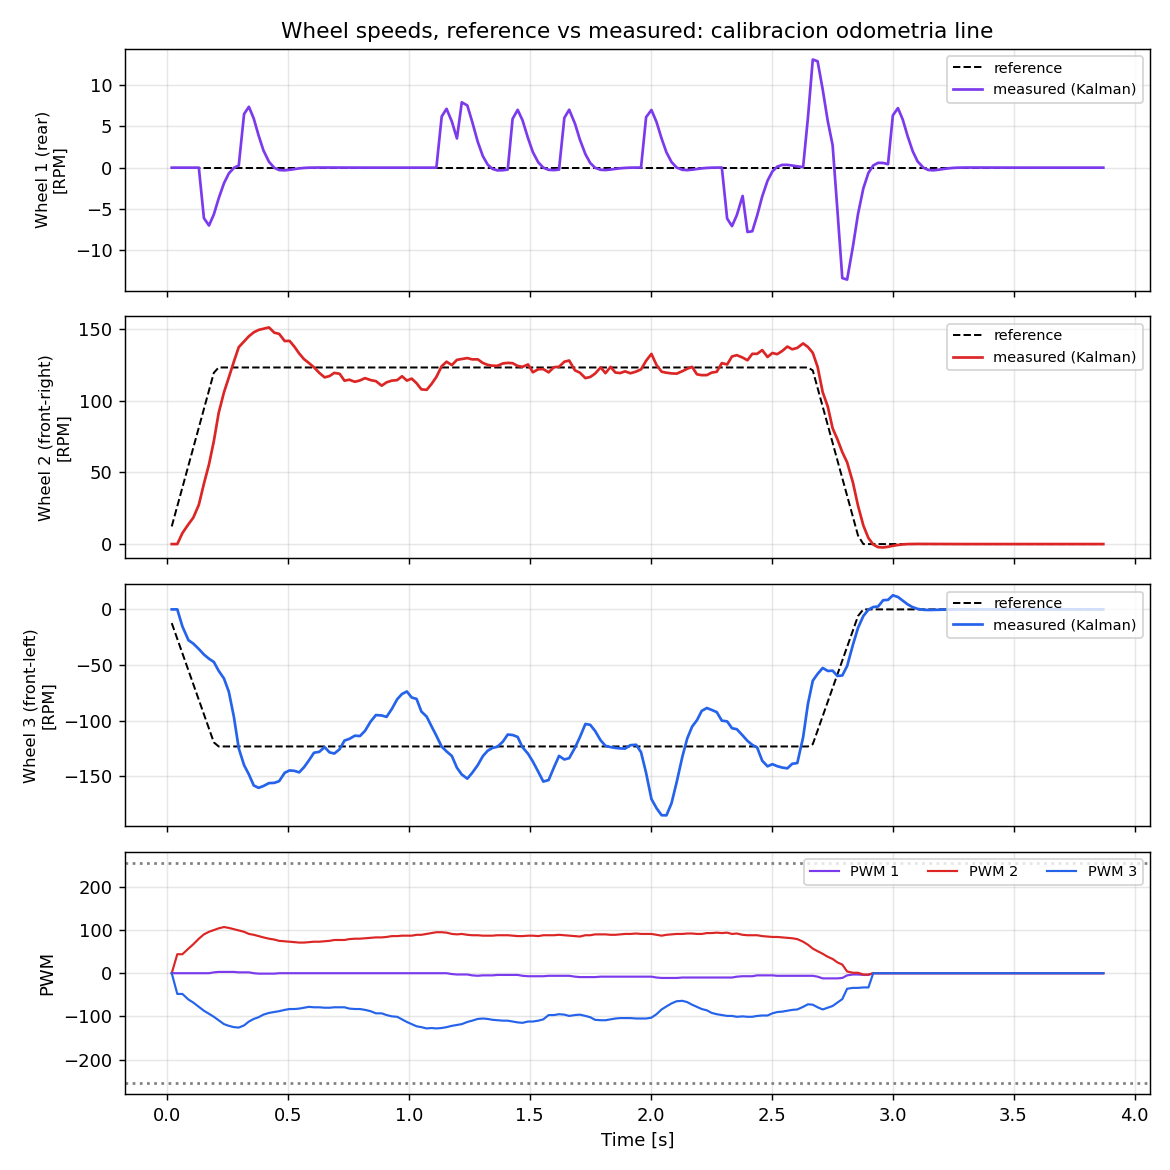 Wheel speeds, reference vs measured: calibracion odometria line
Wheel 1 (rear)
[RPM]
10
5
0
−5
−10
reference
measured (Kalman)
Wheel 2 (front-right)
[RPM]
150
100
50
0
reference
measured (Kalman)
Wheel 3 (front-left)
[RPM]
0
−50
−100
−150
reference
measured (Kalman)
PWM
200
100
0
−100
−200
PWM 1 PWM 2 PWM 3
0.0 0.5 1.0 1.5 2.0 2.5 3.0 3.5 4.0
Time [s]